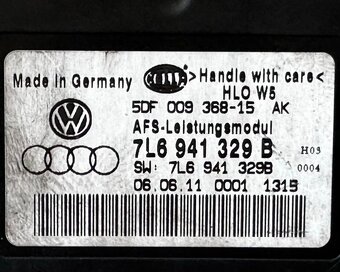 Made in Germany HELLA >Handle with care<
HLO W5
5DF 009 368-15 AK
AFS-Leistungsmodul
7L6 941 329 B H03
SW: 7L6 941 329B 0004
06.06.11 0001 1315